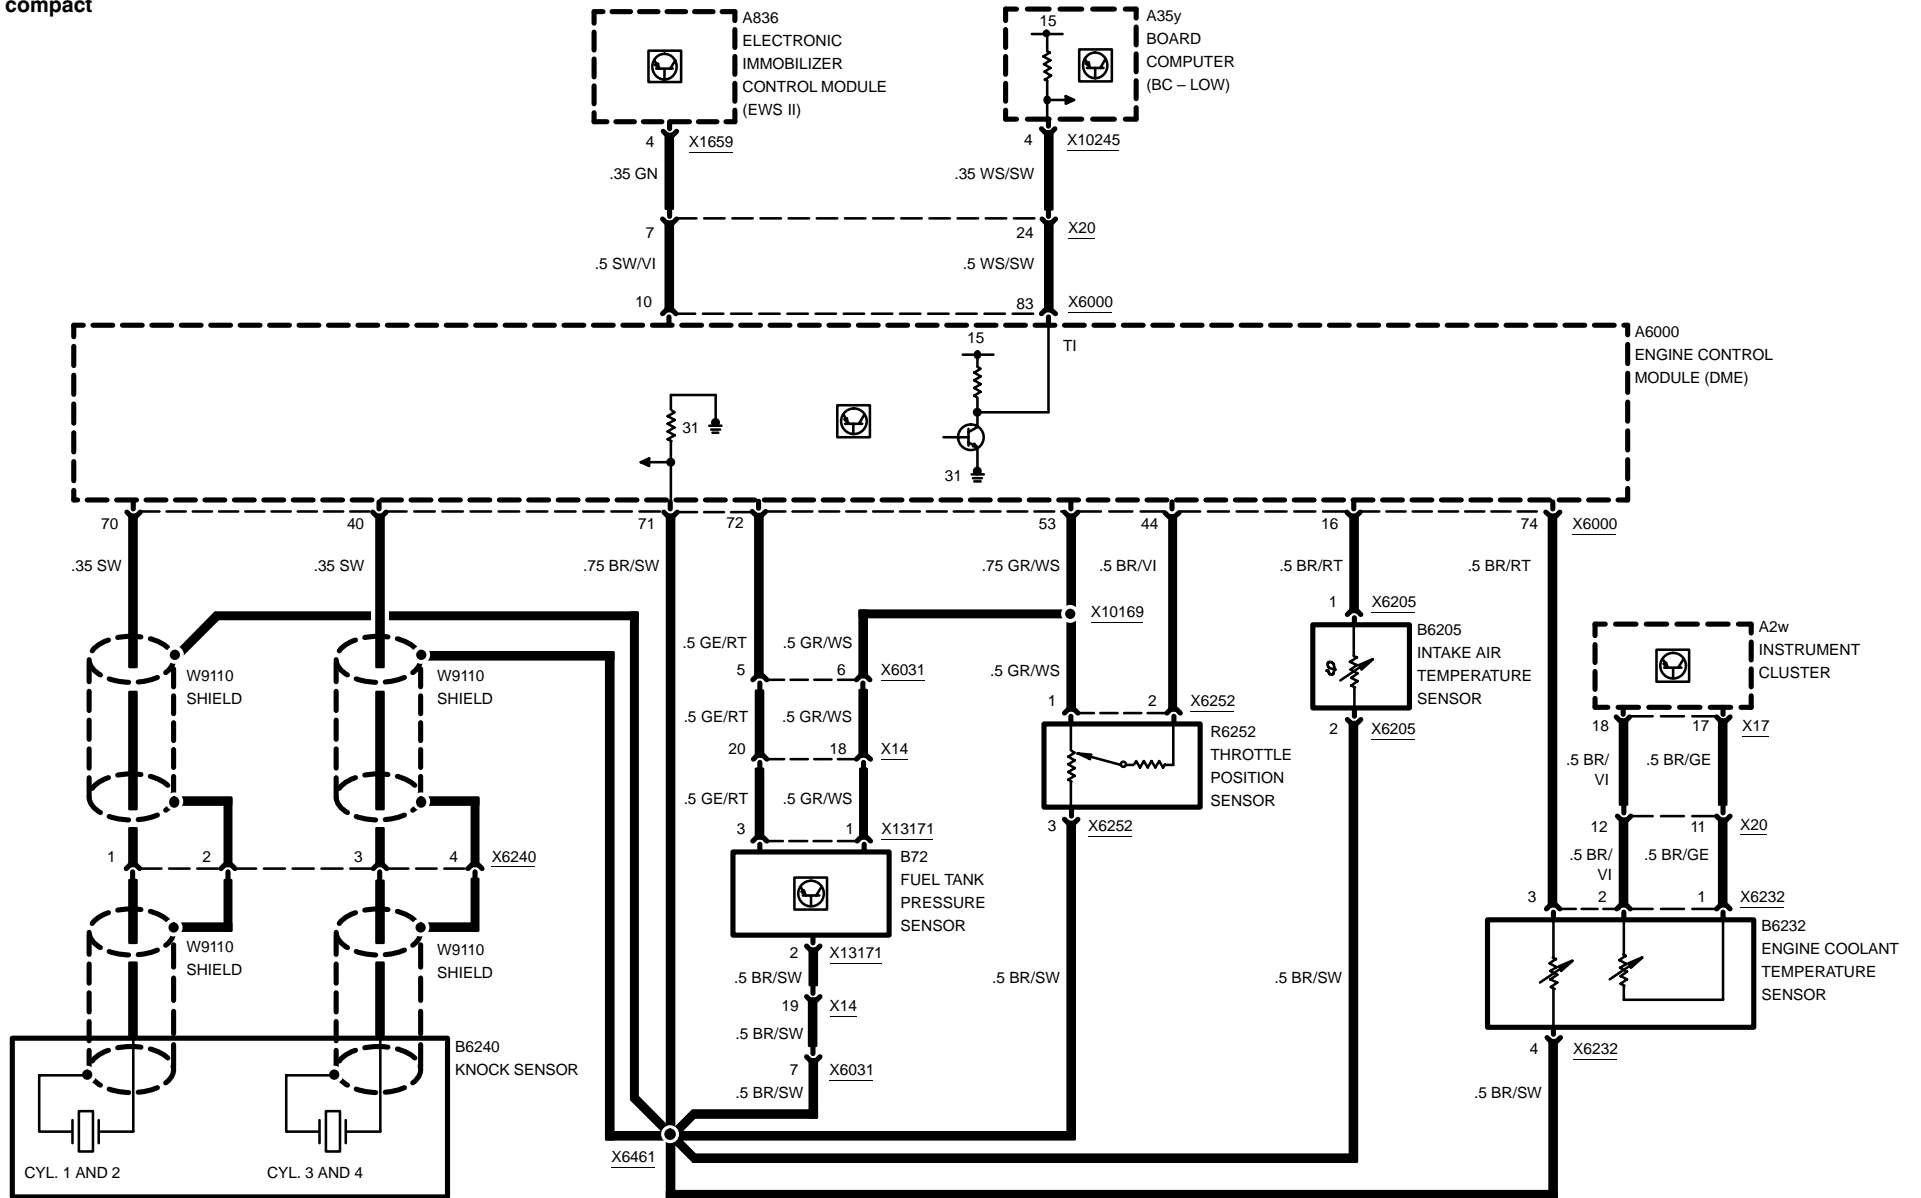 compact
A836
ELECTRONIC
IMMOBILIZER
CONTROL MODULE
(EWS II)
15
A35y
BOARD
COMPUTER
(BC – LOW)
4 X1659
4 X10245
.35 GN
.35 WS/SW
7
24 X20
.5 SW/VI
.5 WS/SW
10
83 X6000
A6000
ENGINE CONTROL
MODULE (DME)
15
TI
31
31
70
40
71
72
53
44
16
74
X6000
.35 SW
.35 SW
.75 BR/SW
.75 GR/WS
.5 BR/VI
.5 BR/RT
.5 BR/RT
X10169
1 X6205
B6205
INTAKE AIR
TEMPERATURE
SENSOR
ϑ
2 X6205
A2w
INSTRUMENT
CLUSTER
.5 GE/RT
.5 GR/WS
.5 GR/WS
5
6
X6031
W9110
SHIELD
W9110
SHIELD
1
2
X6252
.5 GE/RT
.5 GR/WS
R6252
THROTTLE
POSITION
SENSOR
18
17
X17
20
18
X14
.5 BR/
VI
.5 BR/GE
.5 GE/RT
.5 GR/WS
3
1
X13171
3 X6252
12
11
X20
B72
FUEL TANK
PRESSURE
SENSOR
1
2
3
4
X6240
.5 BR/
VI
.5 BR/GE
3
2
1
X6232
B6232
ENGINE COOLANT
TEMPERATURE
SENSOR
W9110
SHIELD
W9110
SHIELD
2 X13171
.5 BR/SW
.5 BR/SW
.5 BR/SW
19 X14
.5 BR/SW
B6240
KNOCK SENSOR
7 X6031
.5 BR/SW
4 X6232
.5 BR/SW
X6461
CYL. 1 AND 2
CYL. 3 AND 4